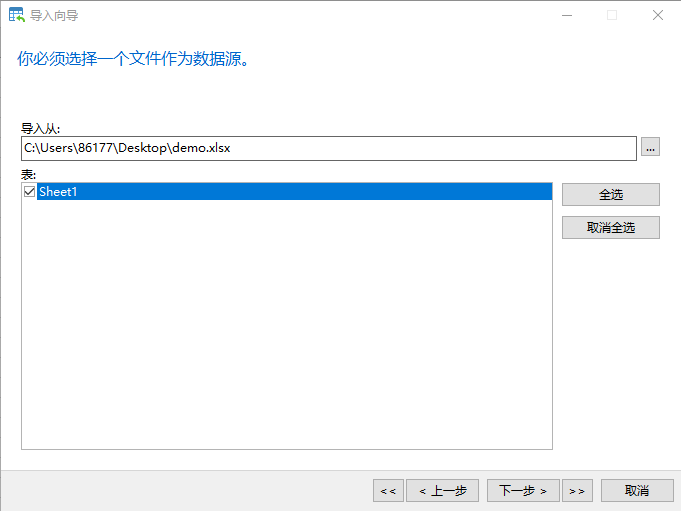 导入向导
你必须选择一个文件作为数据源。
导入从:
C:\Users\86177\Desktop\demo.xlsx
...
表:
Sheet1
全选
取消全选
<<
< 上一步
下一步 >
>>
取消